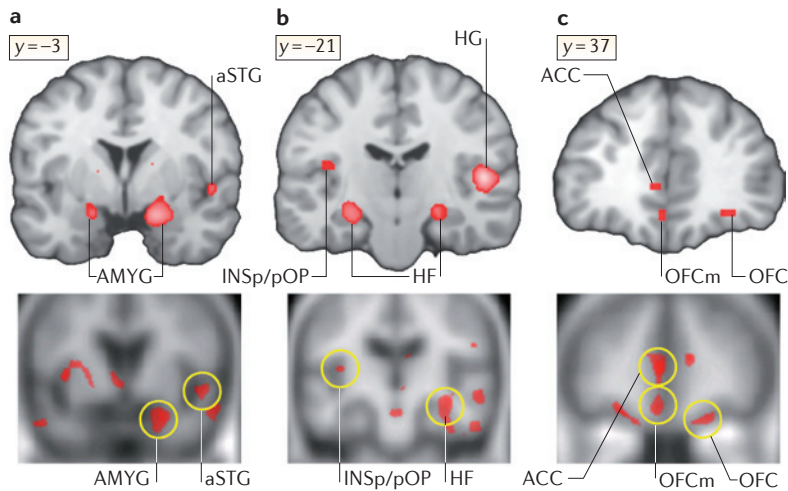 a
b
c
y = –3
y = –21
y = 37
HG
aSTG
ACC
AMYG
INSp/pOP
HF
OFCm
OFC
AMYG
aSTG
INSp/pOP
HF
ACC
OFCm
OFC